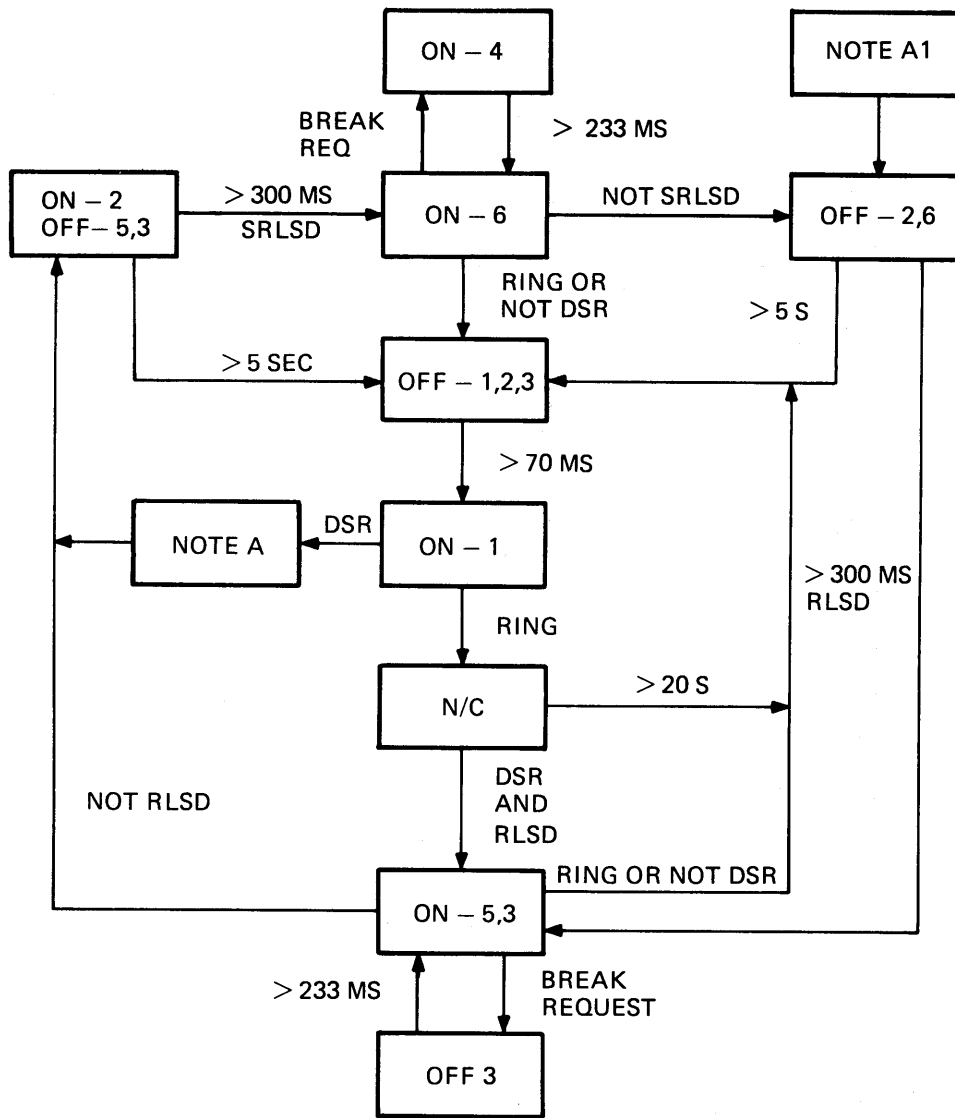 ON – 4
NOTE A1
BREAK
REQ
> 233 MS
ON – 2
OFF– 5,3
> 300 MS
SRLSD
ON – 6
NOT SRLSD
OFF – 2,6
RING OR
NOT DSR
> 5 S
> 5 SEC
OFF – 1,2,3
> 70 MS
NOTE A
DSR
ON – 1
> 300 MS
RLSD
RING
N/C
> 20 S
DSR
AND
RLSD
NOT RLSD
RING OR NOT DSR
ON – 5,3
> 233 MS
BREAK
REQUEST
OFF 3